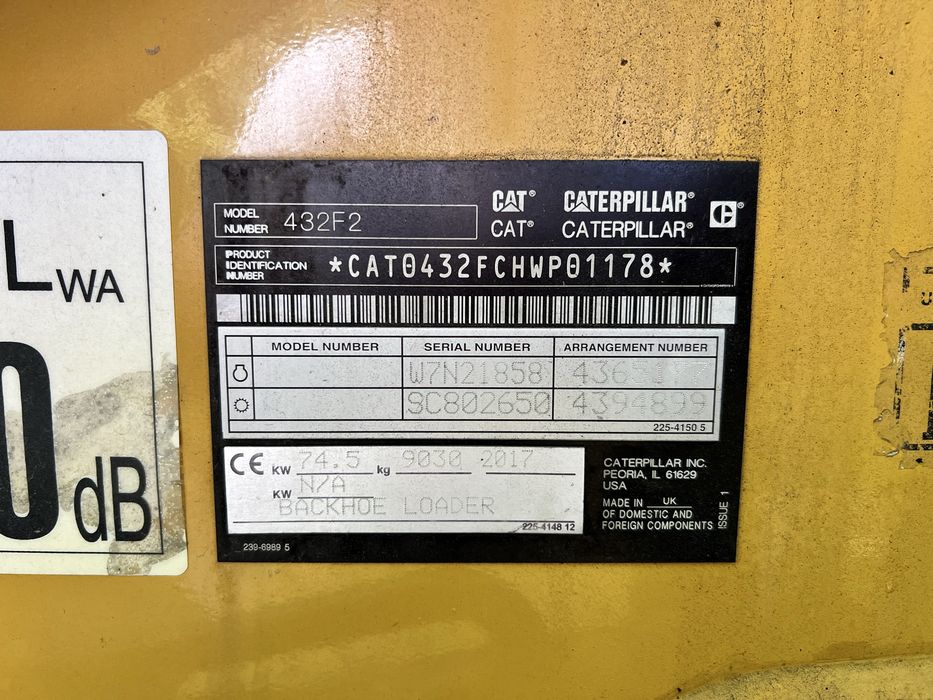 LWA
0
dB
MODEL NUMBER 432F2
CAT® CATERPILLAR®
CAT® CATERPILLAR®
PRODUCT IDENTIFICATION NUMBER *CAT0432FCHWP01178*
MODEL NUMBER SERIAL NUMBER ARRANGEMENT NUMBER
W7N21858
SC802650
225-4150 5
CE KW 74.5 kg 9030 2017
KW N/A
BACKHOE LOADER
225-4148 12
239-6989 5
CATERPILLAR INC.
PEORIA, IL 61629
USA
MADE IN UK
OF DOMESTIC AND
FOREIGN COMPONENTS
ISSUE 1